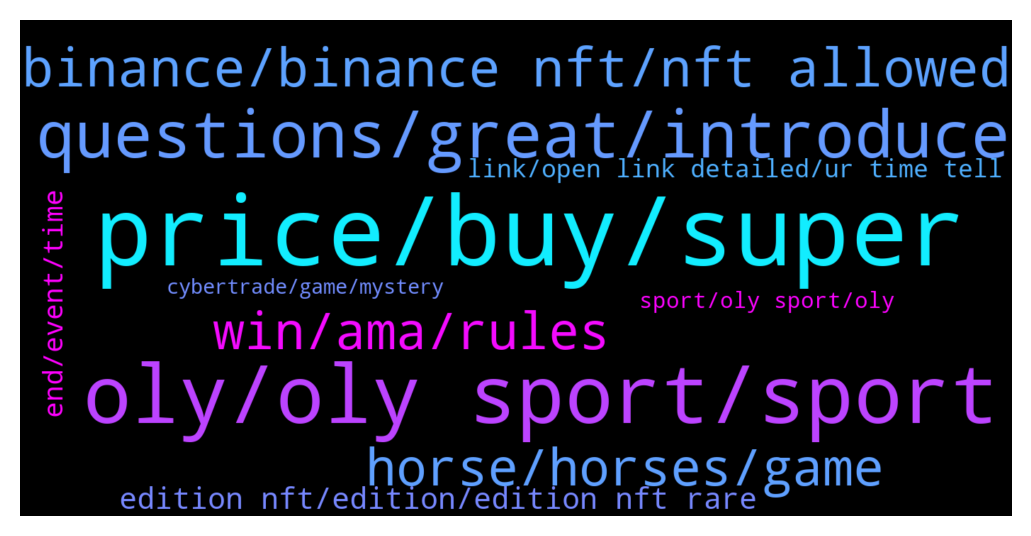 binance/binance nft/nft allowed
questions/great/introduce
link/open link detailed/ur time tell
price/buy/super
end/event/time
cybertrade/game/mystery
sport/oly sport/oly
win/ama/rules
oly/oly sport/sport
horse/horses/game
edition nft/edition/edition nft rare